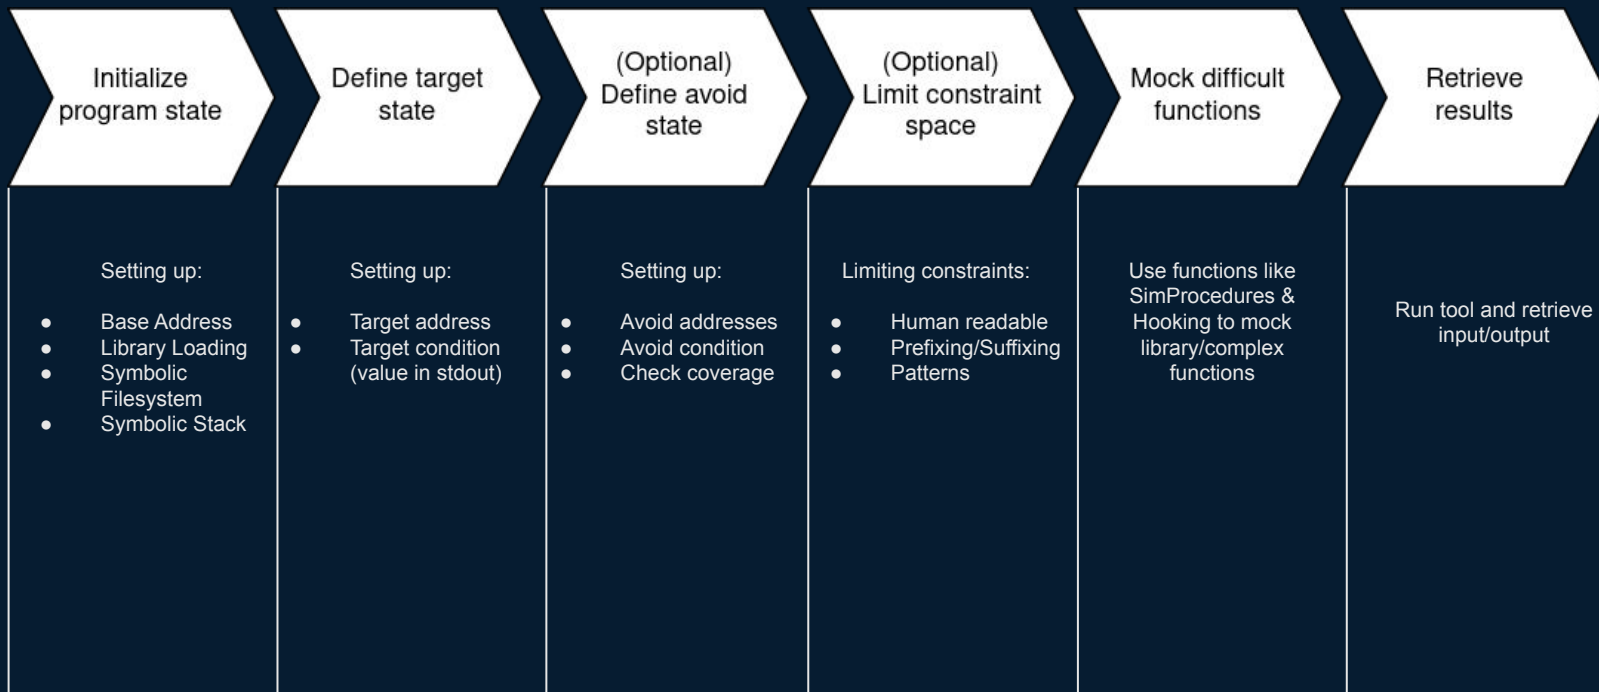 Initialize
program state
Define target
state
(Optional)
Define avoid
state
(Optional)
Limit constraint
space
Mock difficult
functions
Retrieve
results
Setting up:
● Base Address
● Library Loading
● Symbolic
Filesystem
● Symbolic Stack
Setting up:
● Target address
● Target condition
(value in stdout)
Setting up:
● Avoid addresses
● Avoid condition
● Check coverage
Limiting constraints:
● Human readable
● Prefixing/Suffixing
● Patterns
Use functions like
SimProcedures &
Hooking to mock
library/complex
functions
Run tool and retrieve
input/output